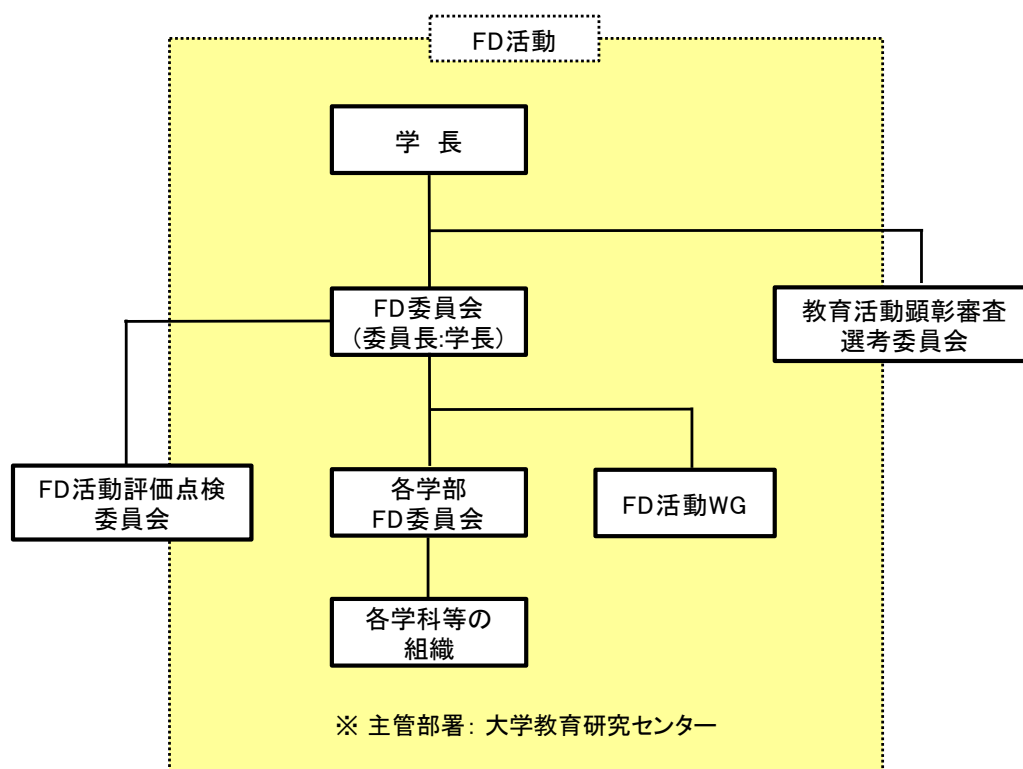 FD活動
学 長
FD委員会
(委員長:学長)
教育活動顕彰審査
選考委員会
FD活動評価点検
委員会
各学部
FD委員会
FD活動WG
各学科等の
組織
※ 主管部署: 大学教育研究センター